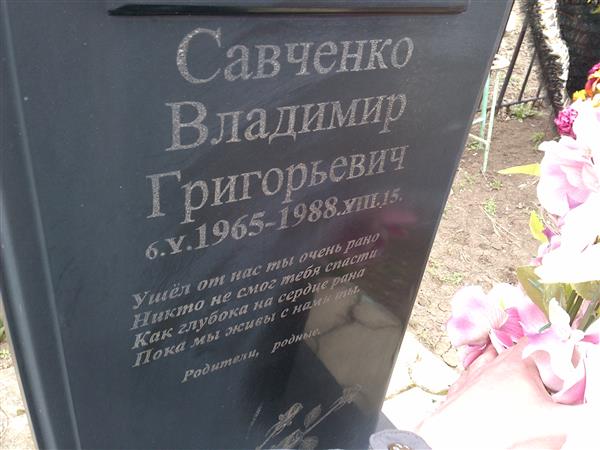 Савченко
Владимир
Григорьевич
6.V.1965-1988.VIII.15.
Ушёл от нас ты очень рано
Никто не смог тебя спасти
Как глубока на сердце рана
Пока мы живы с нами ты.
Родители, родные.